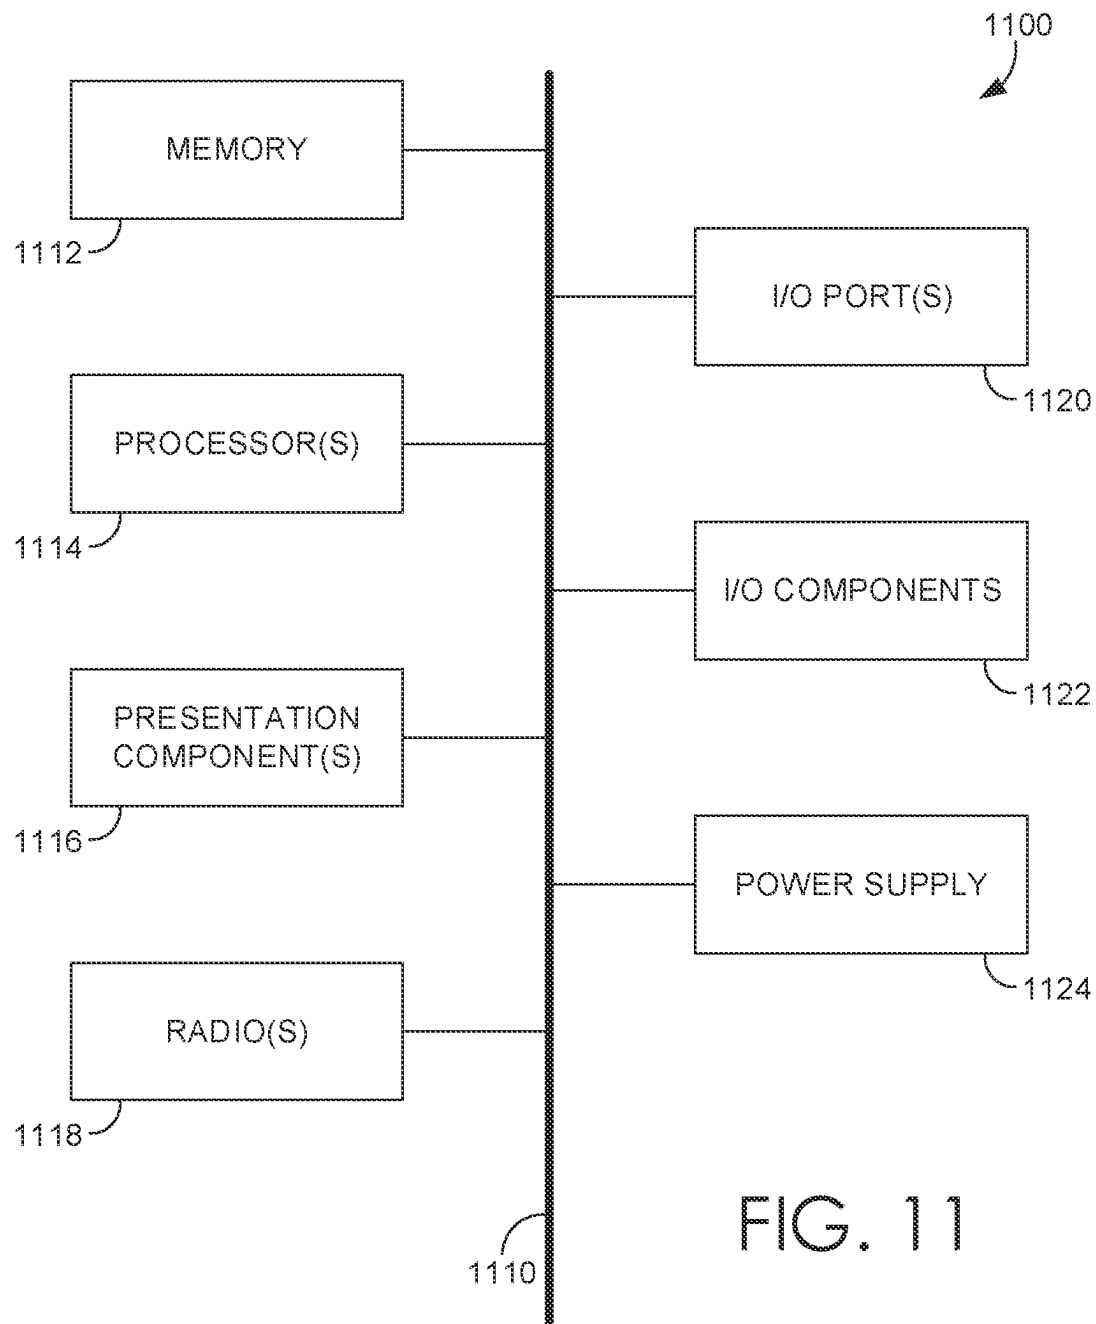 1100
MEMORY
1112
I/O PORT(S)
1120
PROCESSOR(S)
1114
I/O COMPONENTS
1122
PRESENTATION
COMPONENT(S)
1116
POWER SUPPLY
1124
RADIO(S)
1118
1110
FIG. 11